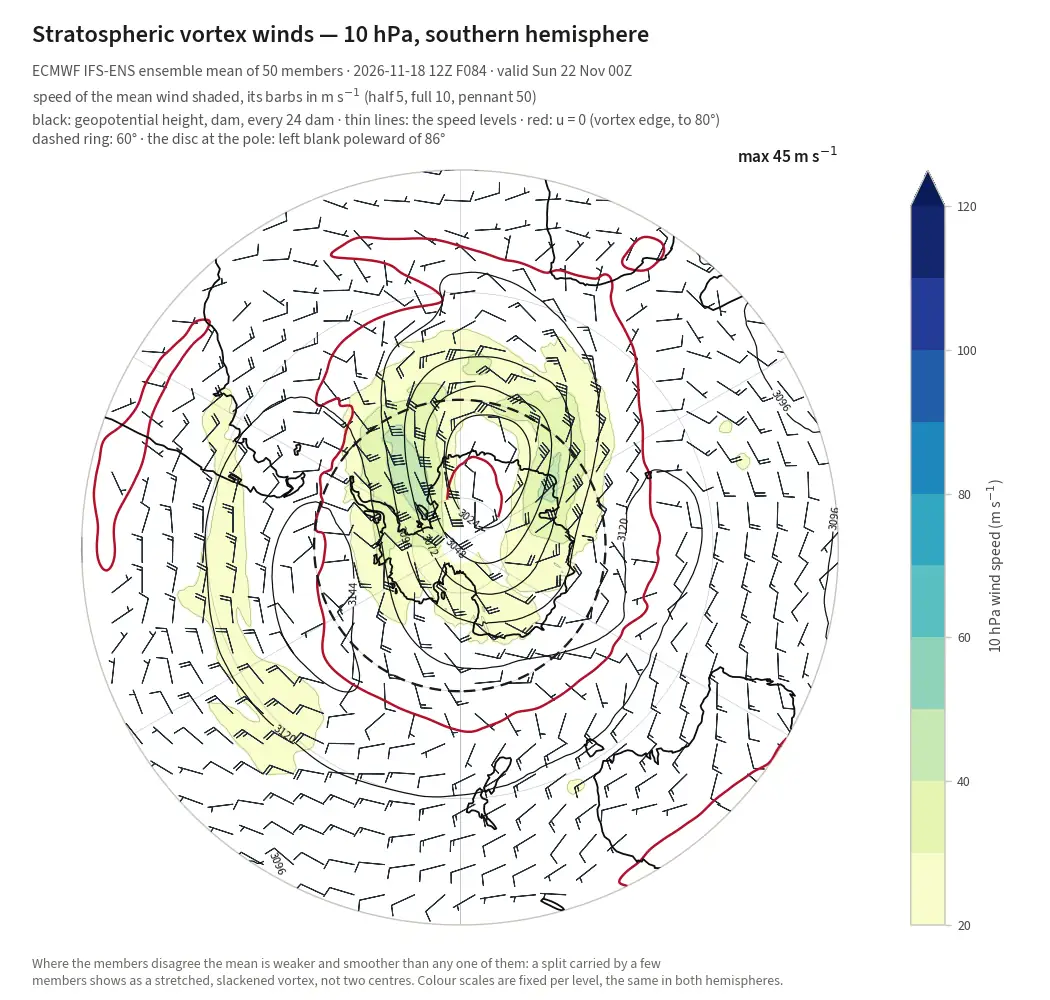 Stratospheric vortex winds — 10 hPa, southern hemisphere
ECMWF IFS-ENS ensemble mean of 50 members · 2026-11-18 12Z F084 · valid Sun 22 Nov 00Z
speed of the mean wind shaded, its barbs in m s⁻¹ (half 5, full 10, pennant 50)
black: geopotential height, dam, every 24 dam · thin lines: the speed levels · red: u = 0 (vortex edge, to 80°)
dashed ring: 60° · the disc at the pole: left blank poleward of 86°
max 45 m s⁻¹
120
100
80
60
40
20
10 hPa wind speed (m s⁻¹)
3096
3096
3120
3024
3048
3072
3144
3120
3096
Where the members disagree the mean is weaker and smoother than any one of them: a split carried by a few
members shows as a stretched, slackened vortex, not two centres. Colour scales are fixed per level, the same in both hemispheres.